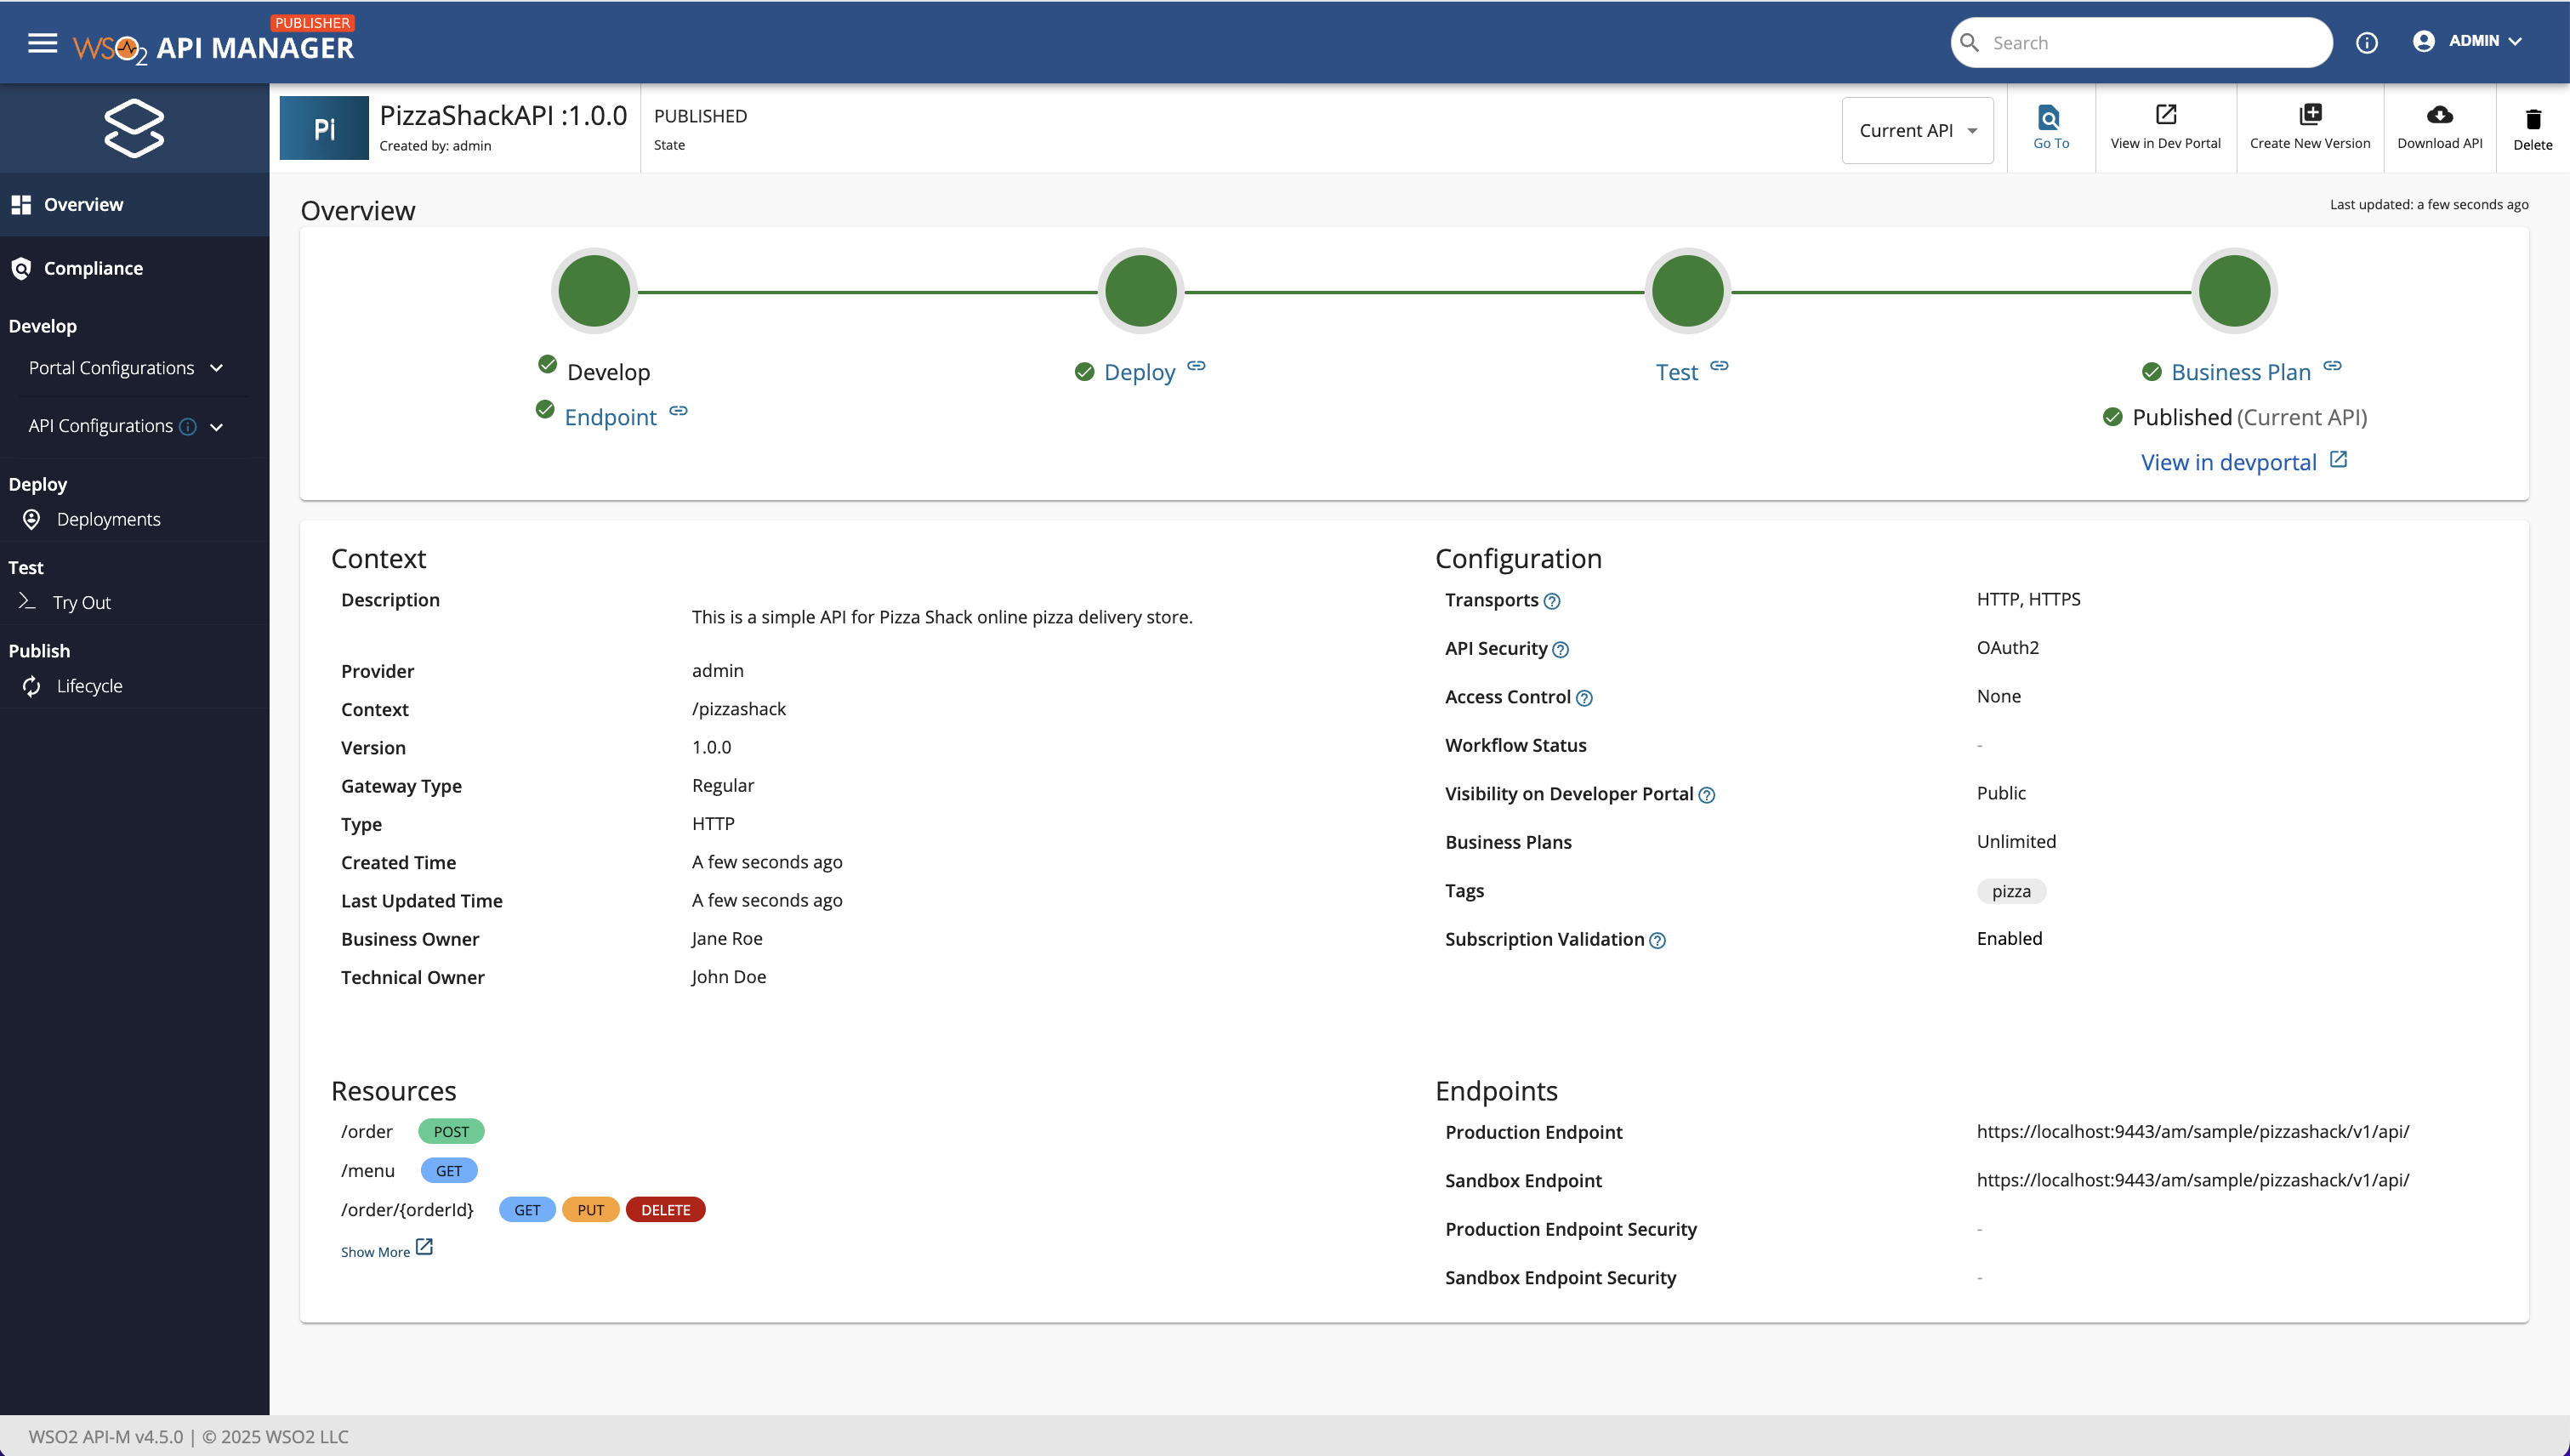 PUBLISHER
WSO2 API MANAGER
Search
ADMIN
Pi
PizzaShackAPI :1.0.0
Created by: admin
PUBLISHED
State
Current API
Go To
View in Dev Portal
Create New Version
Download API
Delete
Overview
Compliance
Develop
Portal Configurations
API Configurations
Deploy
Deployments
Test
Try Out
Publish
Lifecycle
Overview
Last updated: a few seconds ago
Develop
Endpoint
Deploy
Test
Business Plan
Published (Current API)
View in devportal
Context
Description
This is a simple API for Pizza Shack online pizza delivery store.
Provider admin
Context /pizzashack
Version 1.0.0
Gateway Type Regular
Type HTTP
Created Time A few seconds ago
Last Updated Time A few seconds ago
Business Owner Jane Roe
Technical Owner John Doe
Configuration
Transports HTTP, HTTPS
API Security OAuth2
Access Control None
Workflow Status -
Visibility on Developer Portal Public
Business Plans Unlimited
Tags pizza
Subscription Validation Enabled
Resources
/order POST
/menu GET
/order/{orderId} GET PUT DELETE
Show More
Endpoints
Production Endpoint https://localhost:9443/am/sample/pizzashack/v1/api/
Sandbox Endpoint https://localhost:9443/am/sample/pizzashack/v1/api/
Production Endpoint Security -
Sandbox Endpoint Security -
WSO2 API-M v4.5.0 | © 2025 WSO2 LLC